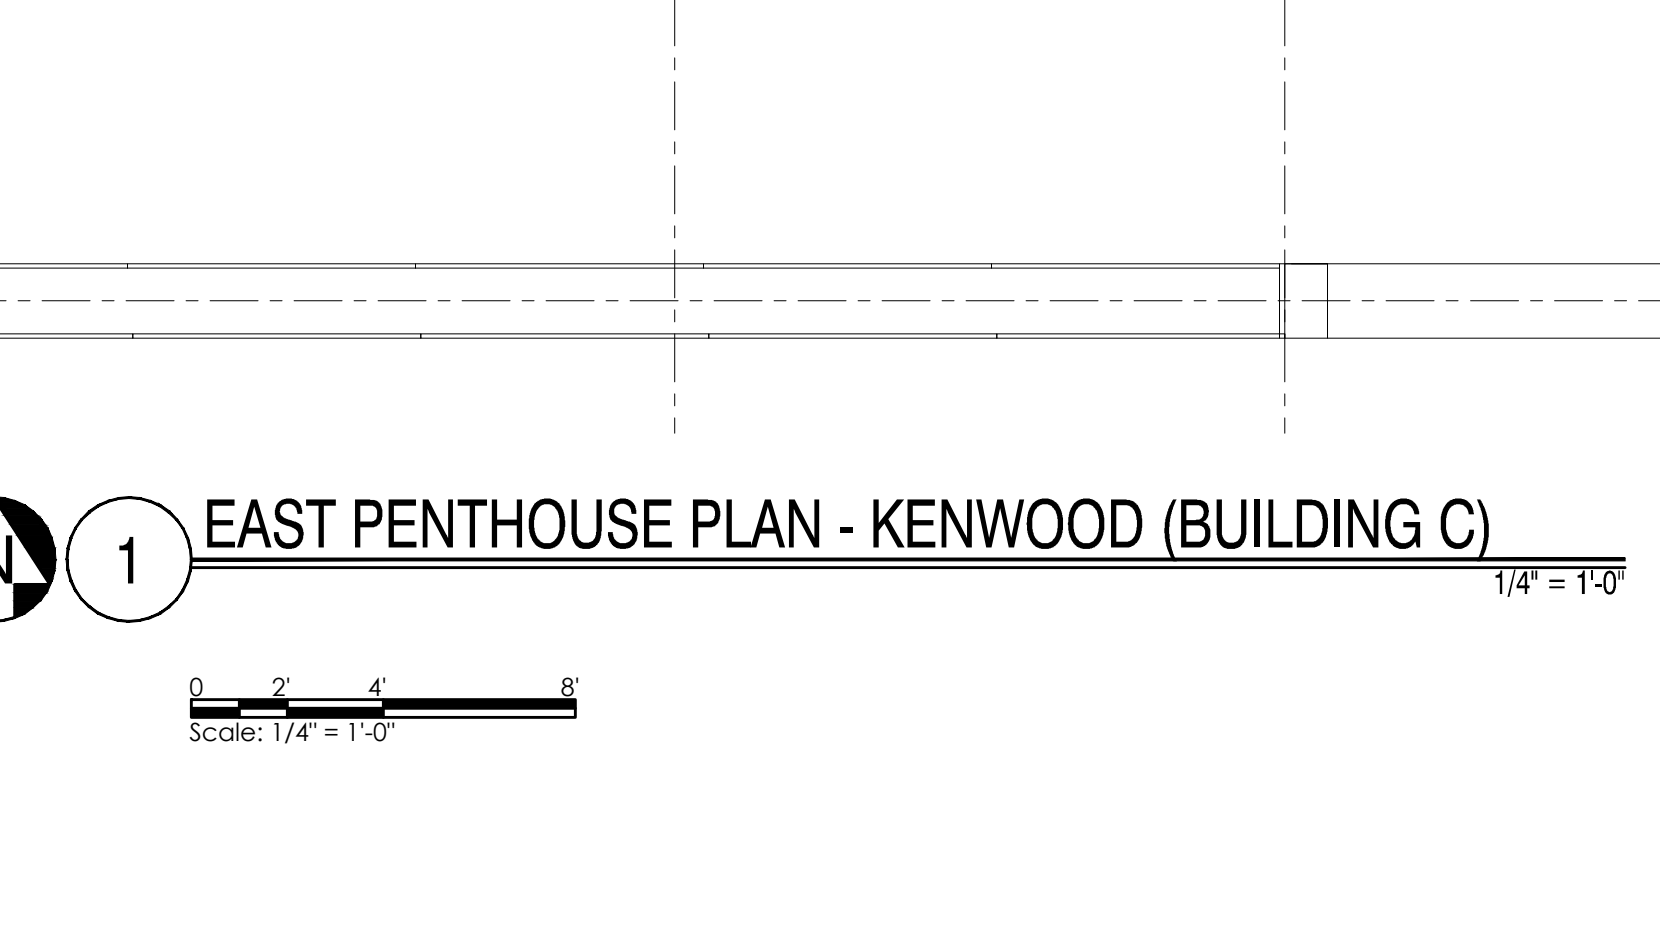 N
1
EAST PENTHOUSE PLAN - KENWOOD (BUILDING C)
1/4" = 1'-0"
0 2' 4' 8'
Scale: 1/4" = 1'-0"